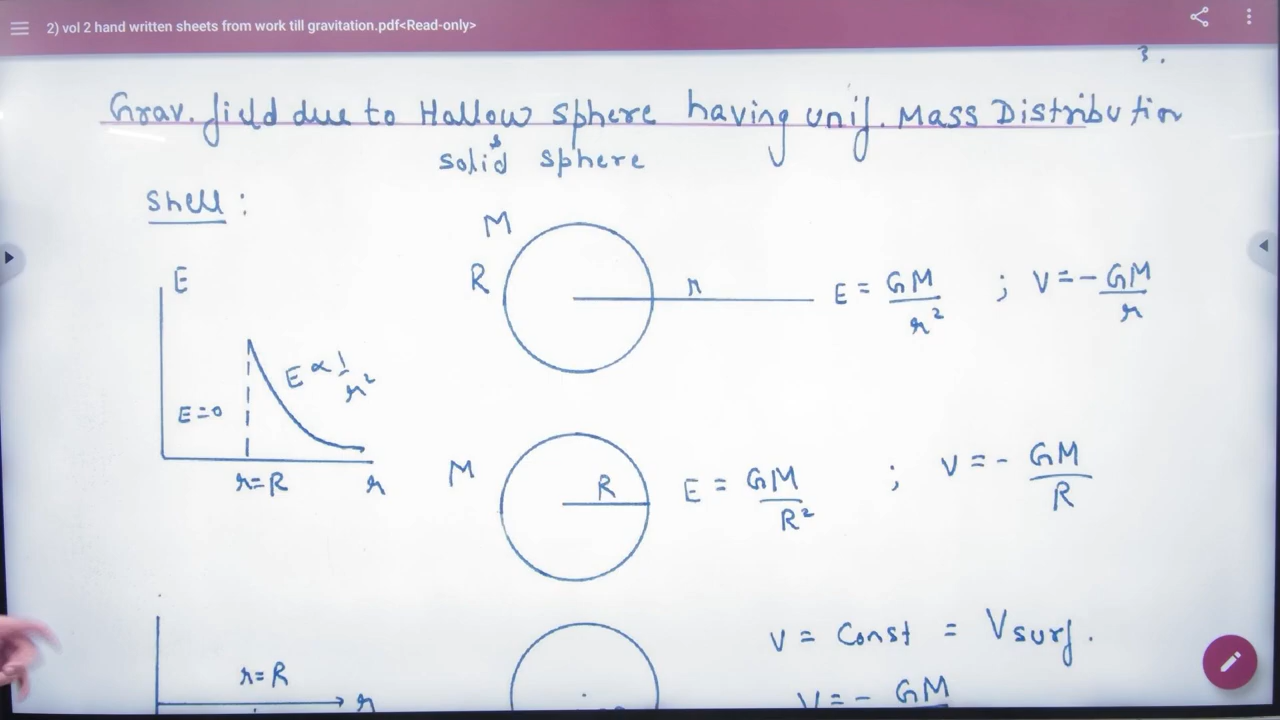 2) vol 2 hand written sheets from work till gravitation.pdf<Read-only>
3.
Grav. field due to Hallow sphere having unif. Mass Distribution
& solid sphere
Shell :
M
R
r
E = GM/r² ; V = - GM/r
E
E ∝ 1/r²
E=0
r=R r
M
R
E = GM/R² ; V = - GM/R
V = Const = Vsurf.
r=R
r
V = - GM